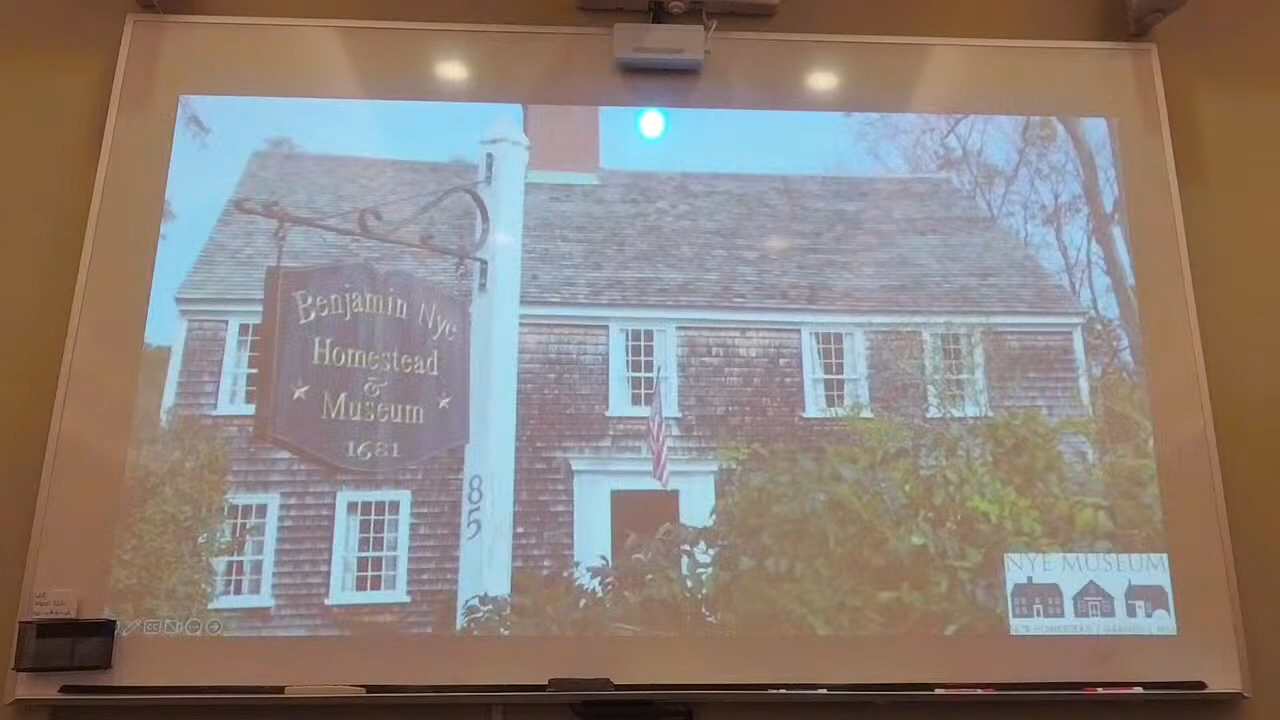 Benjamin Nye
Homestead
&
Museum
1681
85
NYE MUSEUM